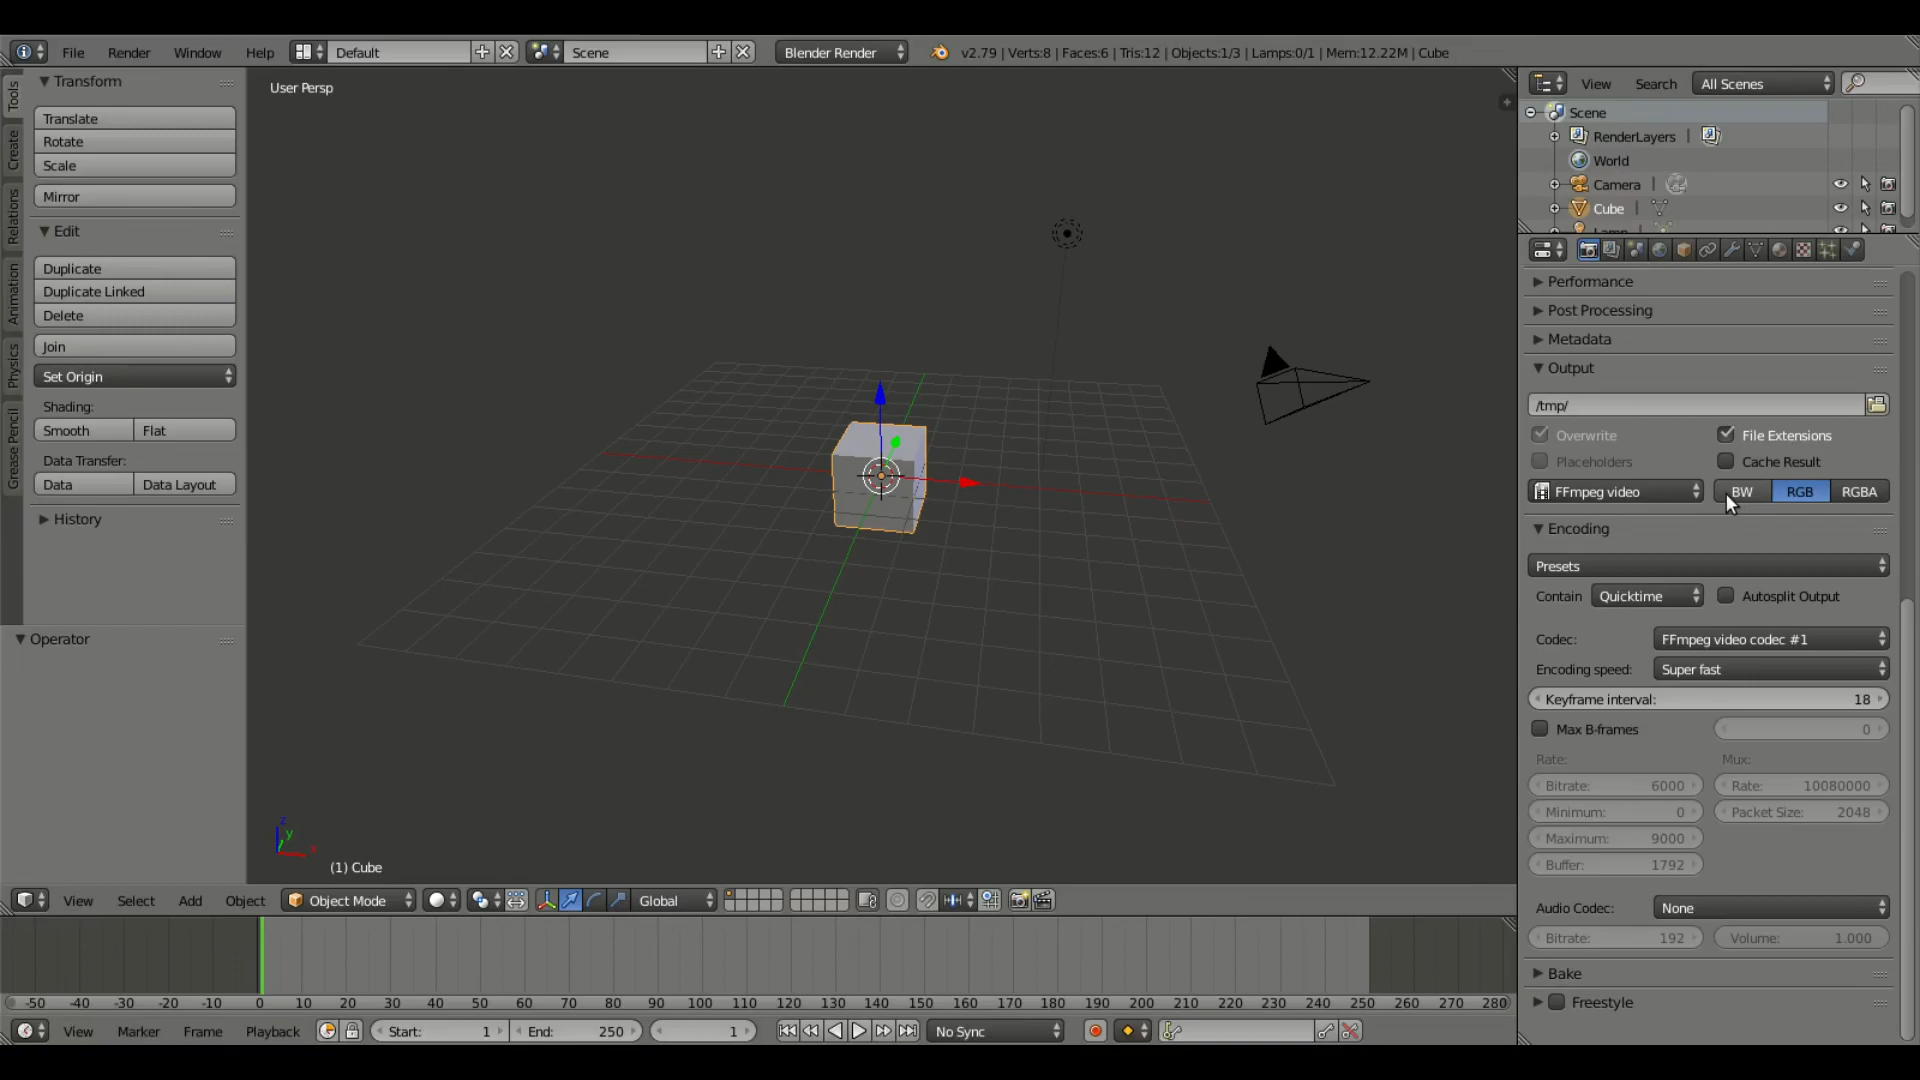 File Render Window Help Default Scene Blender Render v2.79 | Verts:8 | Faces:6 | Tris:12 | Objects:1/3 | Lamps:0/1 | Mem:12.22M | Cube
Tools
Create
Relations
Animation
Physics
Grease Pencil
Transform
Translate
Rotate
Scale
Mirror
Edit
Duplicate
Duplicate Linked
Delete
Join
Set Origin
Shading:
Smooth Flat
Data Transfer:
Data Data Layout
History
Operator
User Persp
z
y
x
(1) Cube
View Search All Scenes
Scene
RenderLayers |
World
Camera |
Cube |
Lamp
Performance
Post Processing
Metadata
Output
/tmp/
Overwrite File Extensions
Placeholders Cache Result
FFmpeg video BW RGB RGBA
Encoding
Presets
Contain Quicktime Autosplit Output
Codec: FFmpeg video codec #1
Encoding speed: Super fast
Keyframe interval: 18
Max B-frames 0
Rate: Mux:
Bitrate: 6000 Rate: 10080000
Minimum: 0 Packet Size: 2048
Maximum: 9000
Buffer: 1792
Audio Codec: None
Bitrate: 192 Volume: 1.000
Bake
Freestyle
View Select Add Object Object Mode Global
-50 -40 -30 -20 -10 0 10 20 30 40 50 60 70 80 90 100 110 120 130 140 150 160 170 180 190 200 210 220 230 240 250 260 270 280
View Marker Frame Playback Start: 1 End: 250 1 No Sync